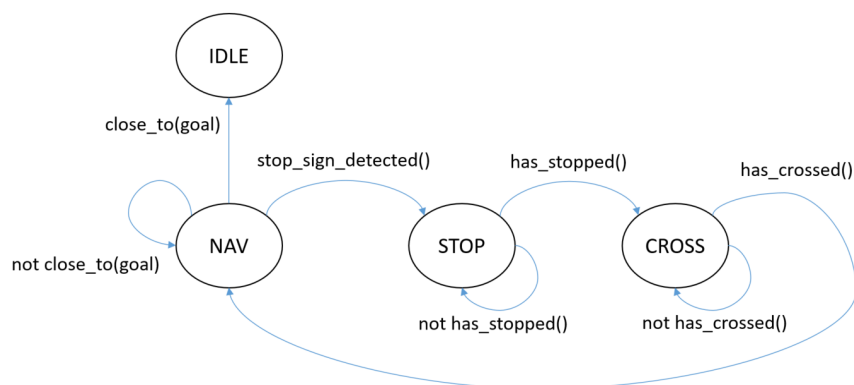 IDLE
close_to(goal)
stop_sign_detected()
has_stopped()
has_crossed()
NAV
STOP
CROSS
not close_to(goal)
not has_stopped()
not has_crossed()